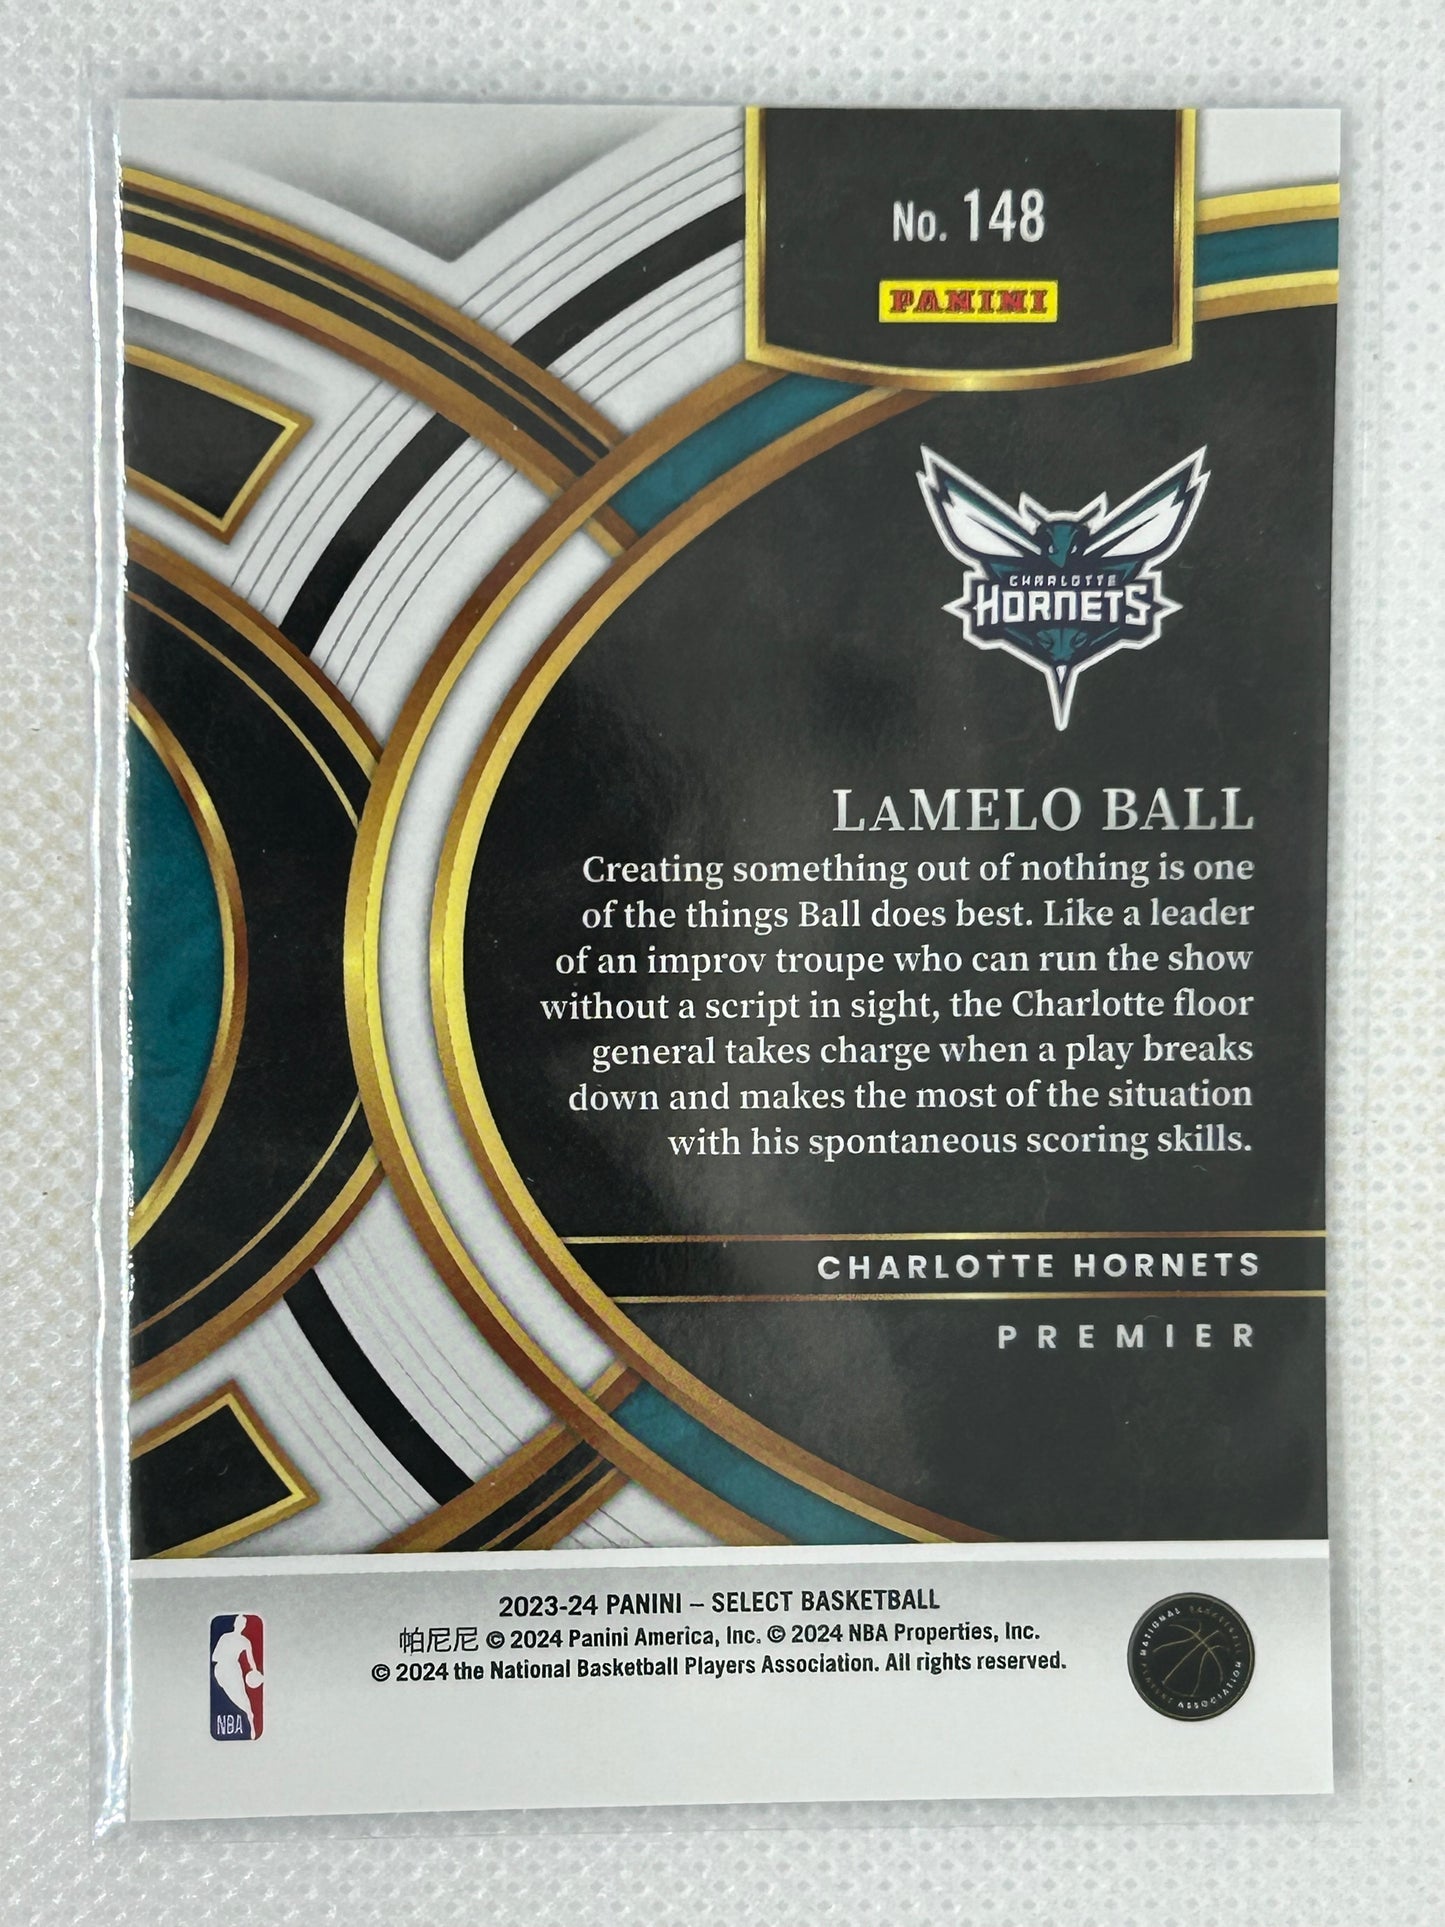 No. 148
PANINI
CHARLOTTE
HORNETS
LAMELO BALL
Creating something out of nothing is one
of the things Ball does best. Like a leader
of an improv troupe who can run the show
without a script in sight, the Charlotte floor
general takes charge when a play breaks
down and makes the most of the situation
with his spontaneous scoring skills.
CHARLOTTE HORNETS
PREMIER
2023-24 PANINI – SELECT BASKETBALL
帕尼尼 © 2024 Panini America, Inc. © 2024 NBA Properties, Inc.
© 2024 the National Basketball Players Association. All rights reserved.
NBA
NATIONAL BASKETBALL
PLAYERS ASSOCIATION